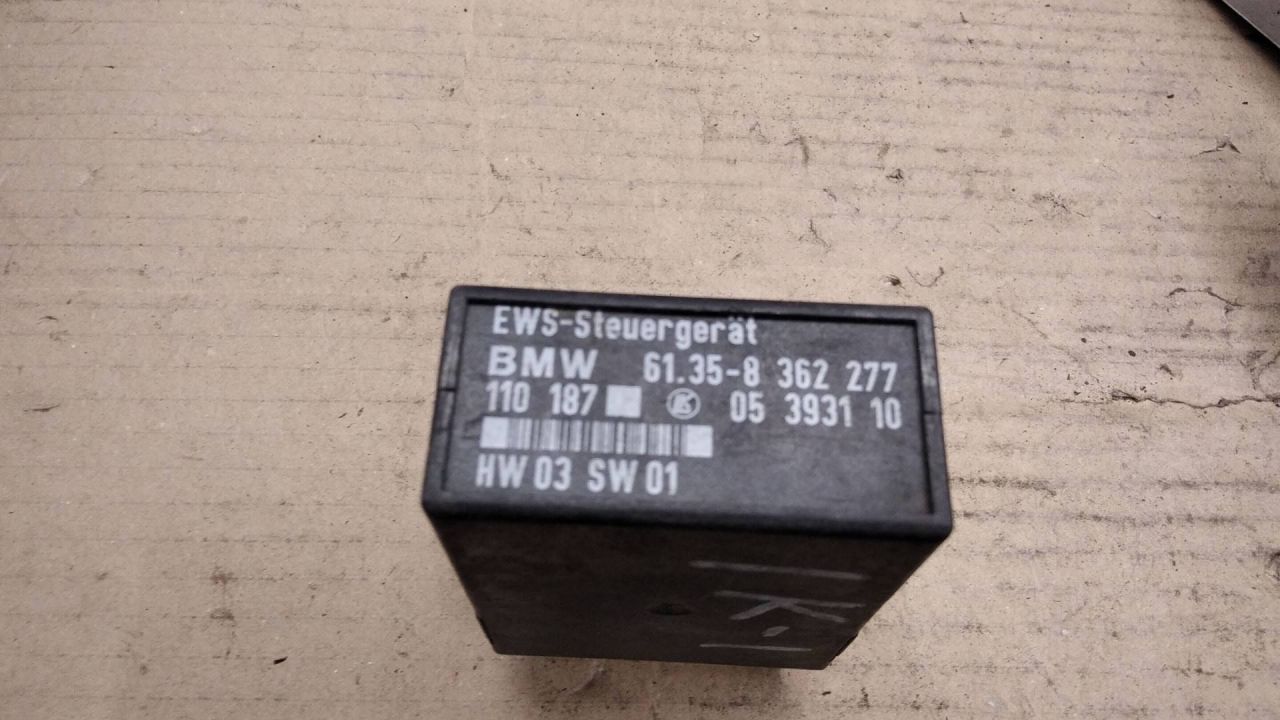 EWS-Steuergerät
BMW 61.35-8 362 277
110 187 05 3931 10
HW 03 SW 01